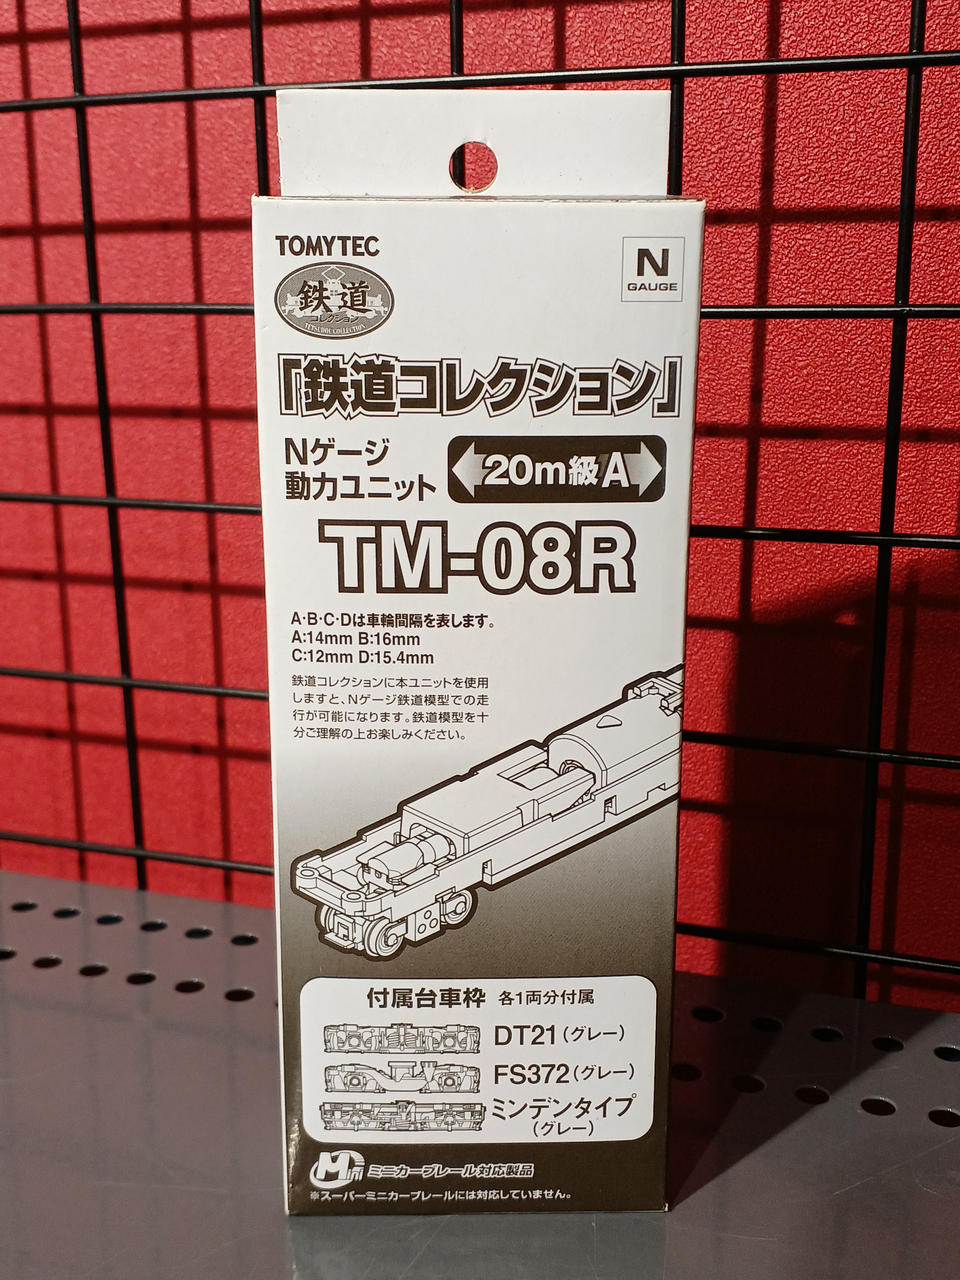 TOMYTEC
鉄道
コレクション
TETSUDOU COLLECTION
N
GAUGE
「鉄道コレクション」
Nゲージ
動力ユニット
20m級A
TM-08R
A·B·C·Dは車輪間隔を表します。
A:14mm B:16mm
C:12mm D:15.4mm
鉄道コレクションに本ユニットを使用
しますと、Nゲージ鉄道模型での走
行が可能になります。鉄道模型を十
分ご理解の上お楽しみください。
付属台車枠 各1両分付属
DT21(グレー)
FS372(グレー)
ミンデンタイプ
(グレー)
Mini ミニカーブレール対応製品
※スーパーミニカーブレールには対応していません。